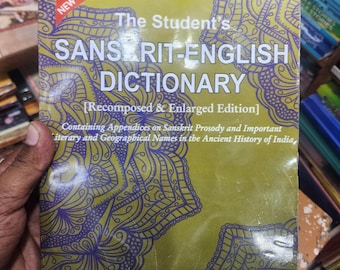 NEW
The Student's
SANSKRIT-ENGLISH
DICTIONARY
[Recomposed & Enlarged Edition]
Containing Appendices on Sanskrit Prosody and Important
Literary and Geographical Names in the Ancient History of India